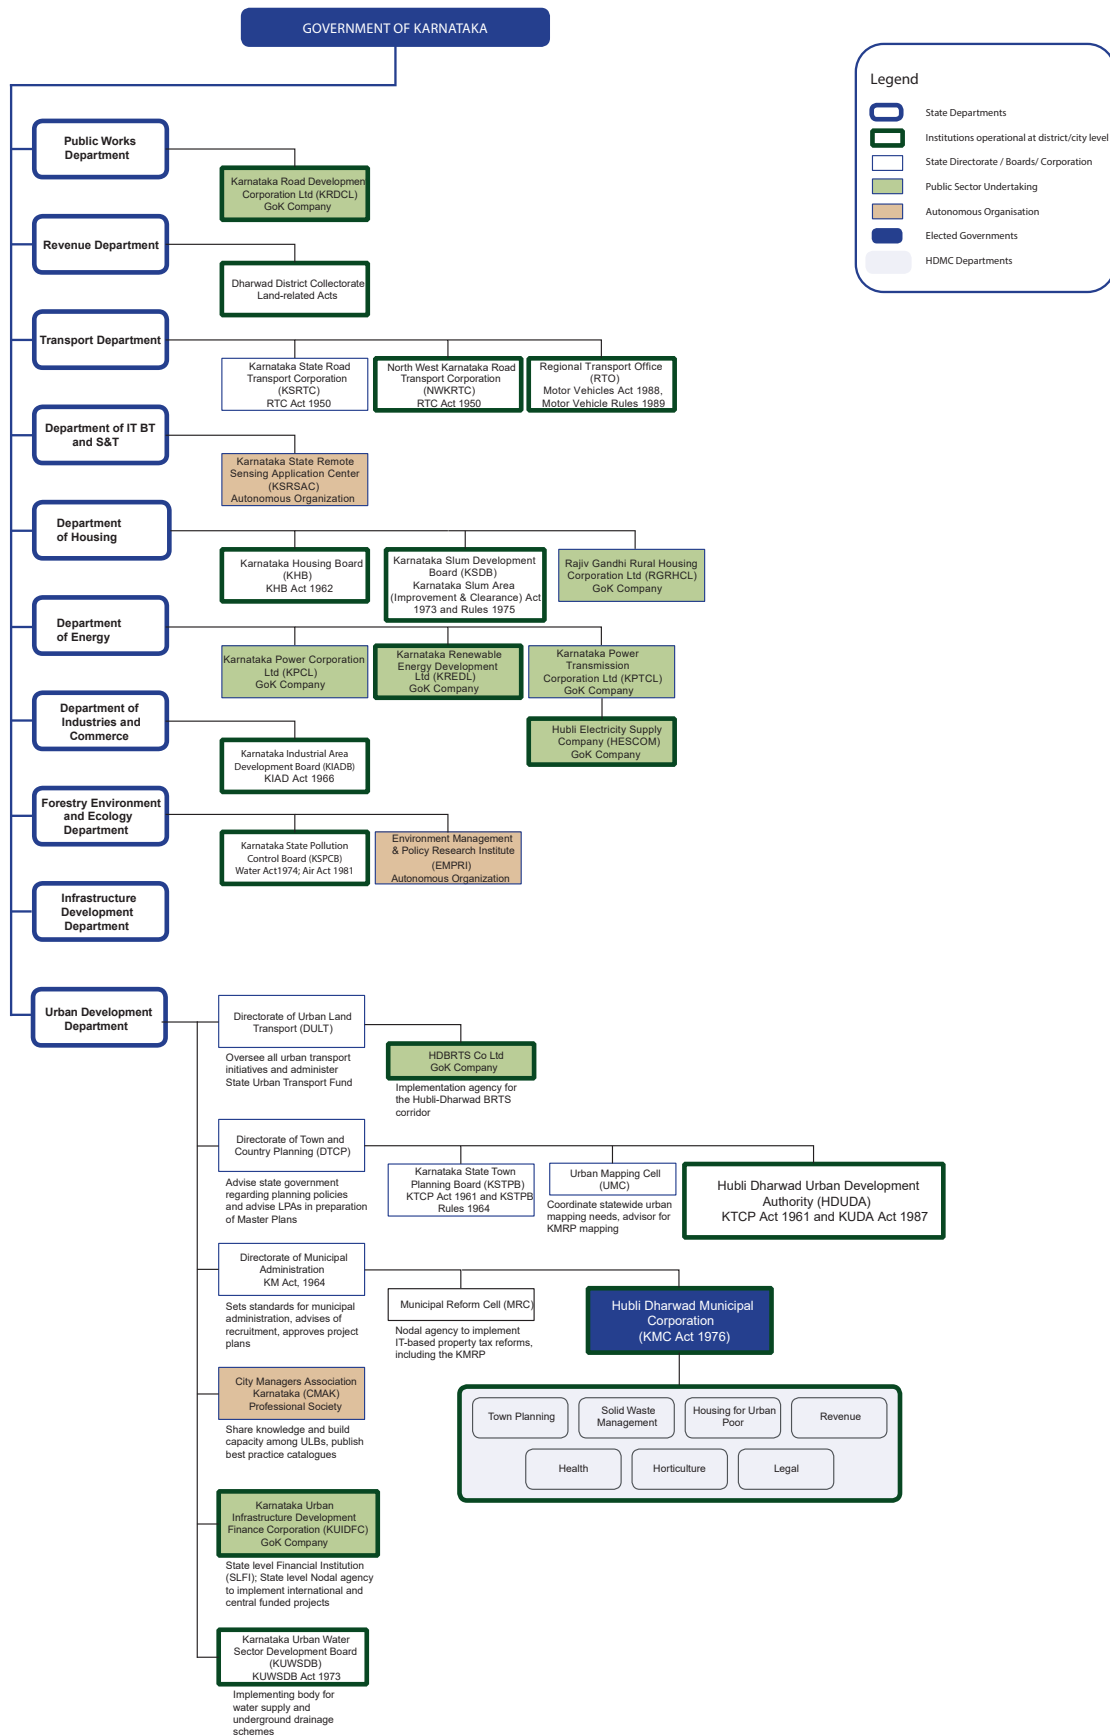 GOVERNMENT OF KARNATAKA
Legend
State Departments
Institutions operational at district/city level
State Directorate / Boards/ Corporation
Public Sector Undertaking
Autonomous Organisation
Elected Governments
HDMC Departments
Public Works
Department
Karnataka Road Development
Corporation Ltd (KRDCL)
GoK Company
Revenue Department
Dharwad District Collectorate
Land-related Acts
Transport Department
Karnataka State Road
Transport Corporation
(KSRTC)
RTC Act 1950
North West Karnataka Road
Transport Corporation
(NWKRTC)
RTC Act 1950
Regional Transport Office
(RTO)
Motor Vehicles Act 1988,
Motor Vehicle Rules 1989
Department of IT BT
and S&T
Karnataka State Remote
Sensing Application Center
(KSRSAC)
Autonomous Organization
Department
of Housing
Karnataka Housing Board
(KHB)
KHB Act 1962
Karnataka Slum Development
Board (KSDB)
Karnataka Slum Area
(Improvement & Clearance) Act
1973 and Rules 1975
Rajiv Gandhi Rural Housing
Corporation Ltd (RGRHCL)
GoK Company
Department
of Energy
Karnataka Power Corporation
Ltd (KPCL)
GoK Company
Karnataka Renewable
Energy Development
Ltd (KREDL)
GoK Company
Karnataka Power
Transmission
Corporation Ltd (KPTCL)
GoK Company
Hubli Electricity Supply
Company (HESCOM)
GoK Company
Department of
Industries and
Commerce
Karnataka Industrial Area
Development Board (KIADB)
KIAD Act 1966
Forestry Environment
and Ecology
Department
Karnataka State Pollution
Control Board (KSPCB)
Water Act1974; Air Act 1981
Environment Management
& Policy Research Institute
(EMPRI)
Autonomous Organization
Infrastructure
Development
Department
Urban Development
Department
Directorate of Urban Land
Transport (DULT)
Oversee all urban transport
initiatives and administer
State Urban Transport Fund
HDBRTS Co Ltd
GoK Company
Implementation agency for
the Hubli-Dharwad BRTS
corridor
Directorate of Town and
Country Planning (DTCP)
Advise state government
regarding planning policies
and advise LPAs in preparation
of Master Plans
Karnataka State Town
Planning Board (KSTPB)
KTCP Act 1961 and KSTPB
Rules 1964
Urban Mapping Cell
(UMC)
Coordinate statewide urban
mapping needs, advisor for
KMRP mapping
Hubli Dharwad Urban Development
Authority (HDUDA)
KTCP Act 1961 and KUDA Act 1987
Directorate of Municipal
Administration
KM Act, 1964
Sets standards for municipal
administration, advises of
recruitment, approves project
plans
Municipal Reform Cell (MRC)
Nodal agency to implement
IT-based property tax reforms,
including the KMRP
Hubli Dharwad Municipal
Corporation
(KMC Act 1976)
Town Planning
Solid Waste
Management
Housing for Urban
Poor
Revenue
Health
Horticulture
Legal
City Managers Association
Karnataka (CMAK)
Professional Society
Share knowledge and build
capacity among ULBs, publish
best practice catalogues
Karnataka Urban
Infrastructure Development
Finance Corporation (KUIDFC)
GoK Company
State level Financial Institution
(SLFI); State level Nodal agency
to implement international and
central funded projects
Karnataka Urban Water
Sector Development Board
(KUWSDB)
KUWSDB Act 1973
Implementing body for
water supply and
underground drainage
schemes